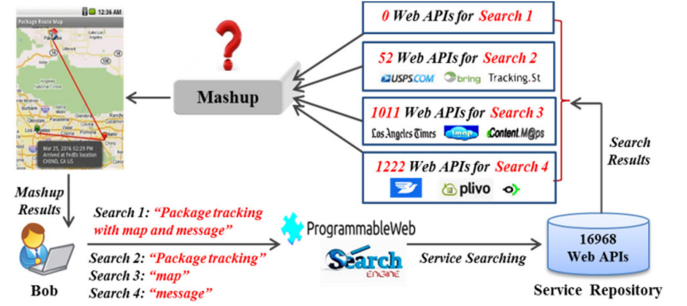 12:36 AM
Package Route Map
Mar 25, 2016 02:29 PM
Arrived at FedEx location
CHINO, CA US
?
Mashup
0 Web APIs for Search 1
52 Web APIs for Search 2
USPS.COM bring Tracking.St
1011 Web APIs for Search 3
Los Angeles Times Content.M@ps
1222 Web APIs for Search 4
plivo
Search
Results
Mashup
Results
Search 1: “Package tracking
with map and message”
Search 2: “Package tracking”
Search 3: “map”
Search 4: “message”
Bob
ProgrammableWeb
Search
ENGINE
Service Searching
16968
Web APIs
Service Repository